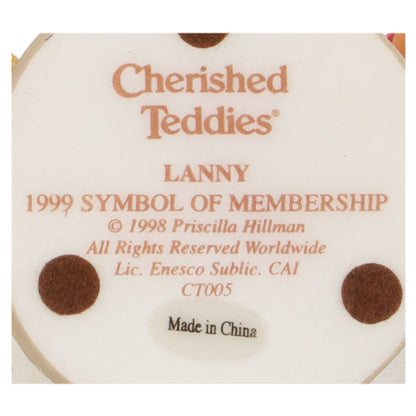 Cherished
Teddies®
LANNY
1999 SYMBOL OF MEMBERSHIP
© 1998 Priscilla Hillman
All Rights Reserved Worldwide
Lic. Enesco Sublic. CAI
CT005
Made in China